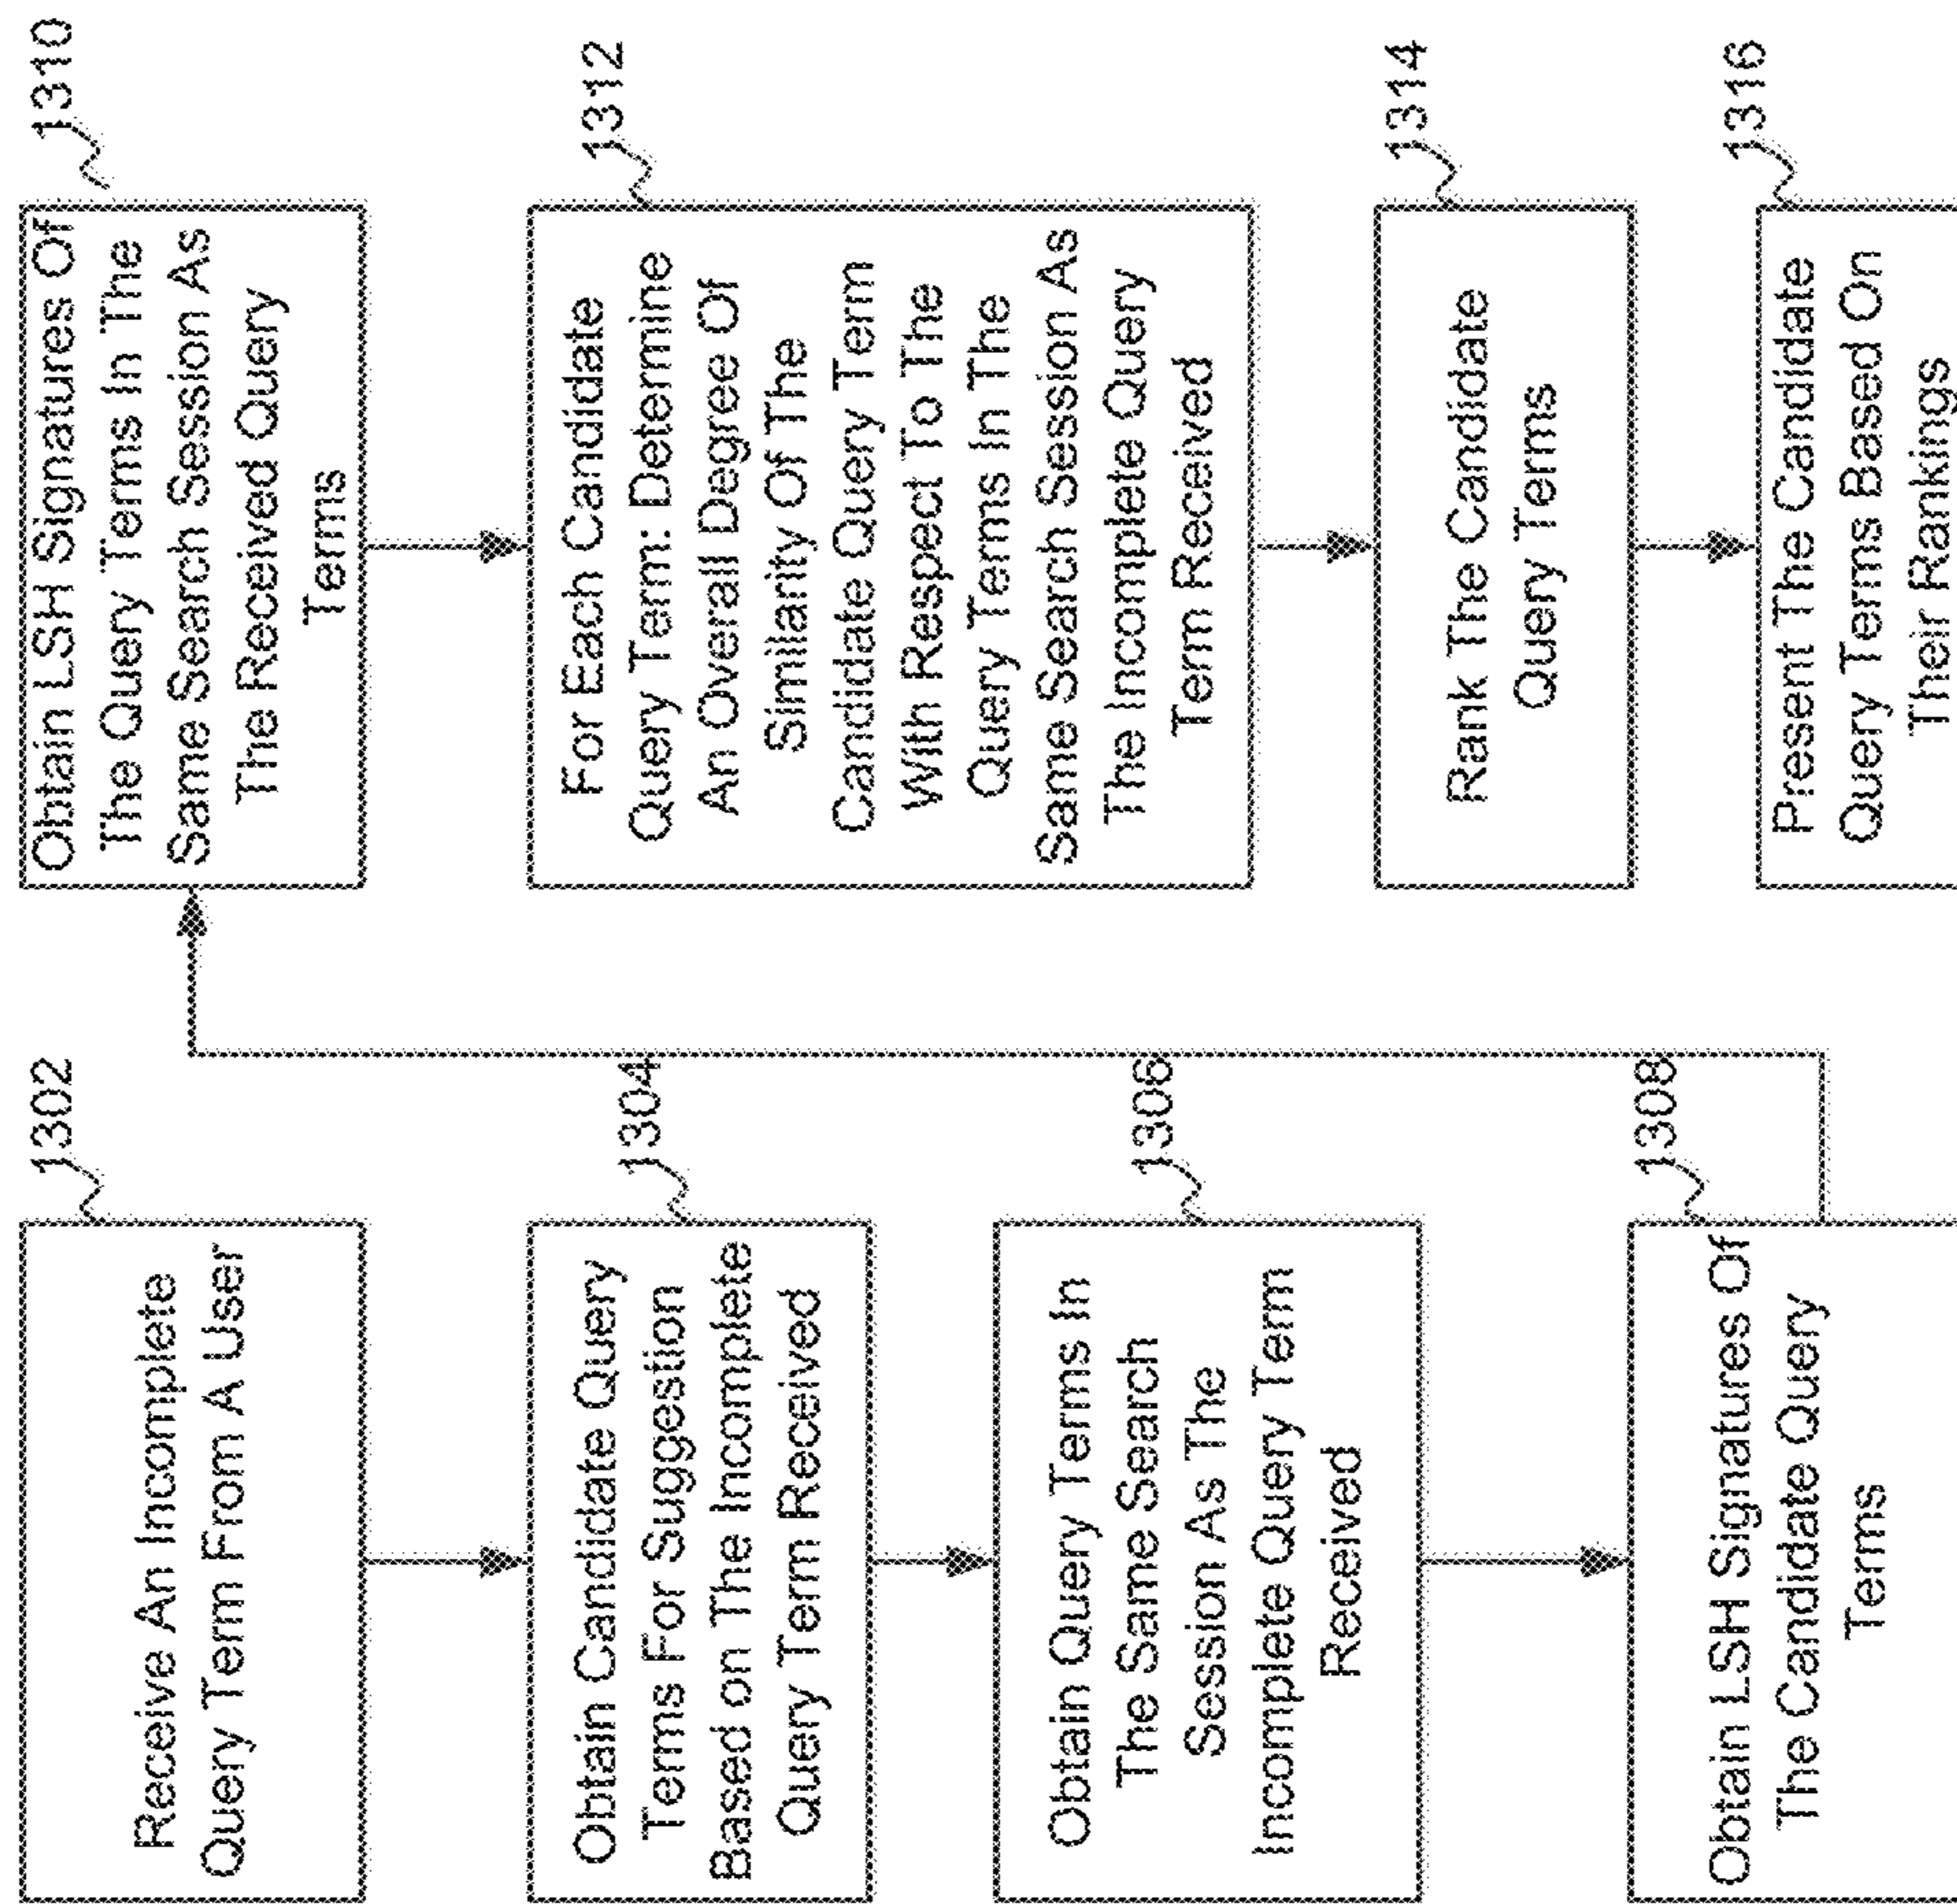 1302
Receive An Incomplete
Query Term From A User
1304
Obtain Candidate Query
Terms For Suggestion
Based on The Incomplete
Query Term Received
1306
Obtain Query Terms In
The Same Search
Session As The
Incomplete Query Term
Received
1308
Obtain LSH Signatures Of
The Candidate Query
Terms
1310
Obtain LSH Signatures Of
The Query Terms In The
Same Search Session As
The Received Query
Terms
1312
For Each Candidate
Query Term: Determine
An Overall Degree Of
Similarity Of The
Candidate Query Term
With Respect To The
Query Terms In The
Same Search Session As
The Incomplete Query
Term Received
1314
Rank The Candidate
Query Terms
1316
Present The Candidate
Query Terms Based On
Their Rankings